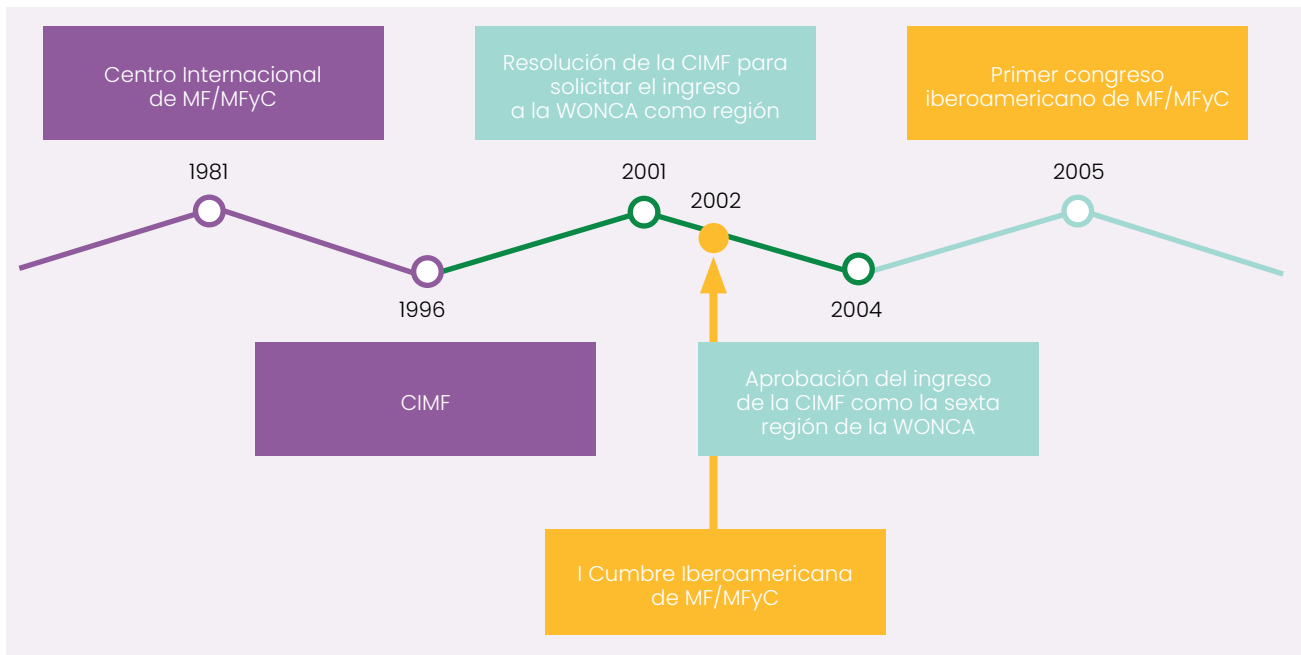 Centro Internacional
de MF/MFyC
Resolución de la CIMF para
solicitar el ingreso
a la WONCA como región
Primer congreso
iberoamericano de MF/MFyC
1981
2001
2002
2005
1996
2004
CIMF
Aprobación del ingreso
de la CIMF como la sexta
región de la WONCA
I Cumbre Iberoamericana
de MF/MFyC